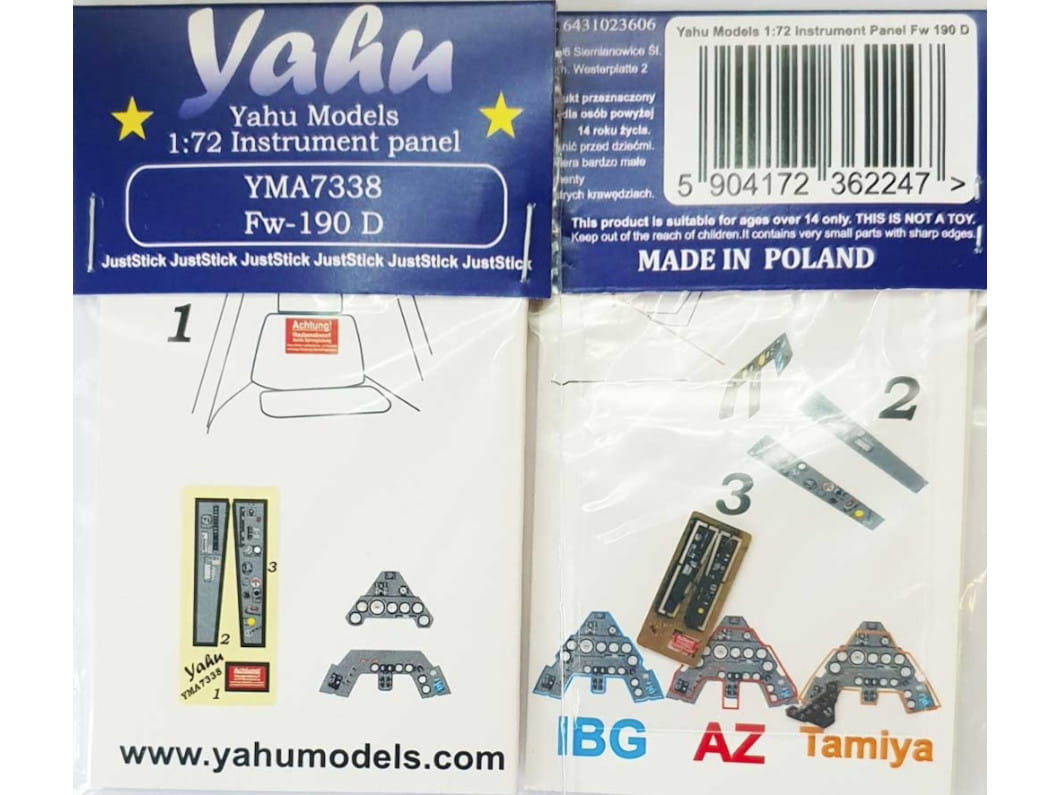 Yahu
Yahu Models
1:72 Instrument panel
YMA7338
Fw-190 D
JustStick JustStick JustStick JustStick JustStick JustStick
1
Achtung!
2
3
Yahu
YMA7338
1
Achtung!
www.yahumodels.com
6431023606
Siemianowice Śl.
Westerplatte 2
przeznaczony
dla osób powyżej
14 roku życia.
przed dziećmi.
bardzo małe
krawędziach.
Yahu Models 1:72 Instrument Panel Fw 190 D
5 904172 362247 >
This product is suitable for ages over 14 only. THIS IS NOT A TOY.
Keep out of the reach of children.It contains very small parts with sharp edges.
MADE IN POLAND
2
3
IBG
AZ
Tamiya